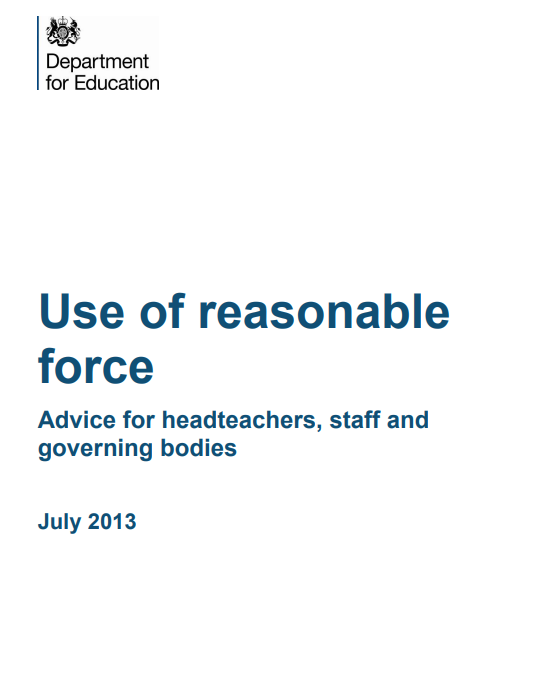 Department
for Education
Use of reasonable
force
Advice for headteachers, staff and
governing bodies
July 2013